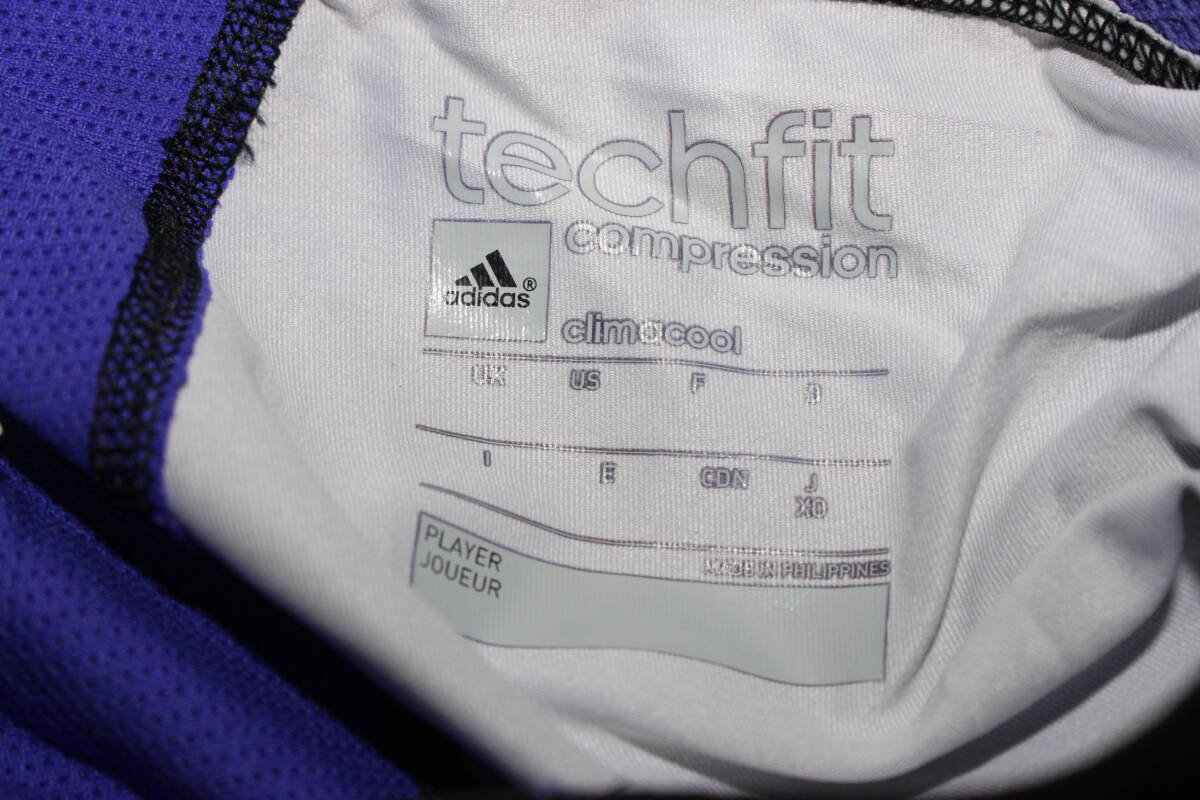 techfit
compression
adidas®
climacool
UK US F D
I E CDN J
XO
MADE IN PHILIPPINES
PLAYER
JOUEUR